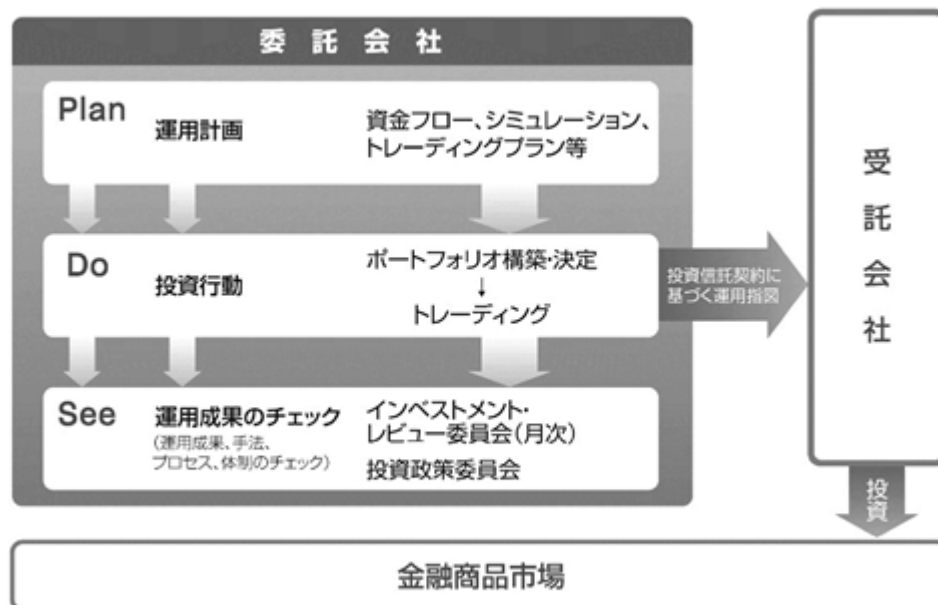 委託会社
Plan
運用計画
資金フロー、シミュレーション、
トレーディングプラン等
Do
投資行動
ポートフォリオ構築・決定
↓
トレーディング
See
運用成果のチェック
(運用成果、手法、
プロセス、体制のチェック)
インベストメント・
レビュー委員会(月次)
投資政策委員会
投資信託契約に
基づく運用指図
受託会社
投資
金融商品市場